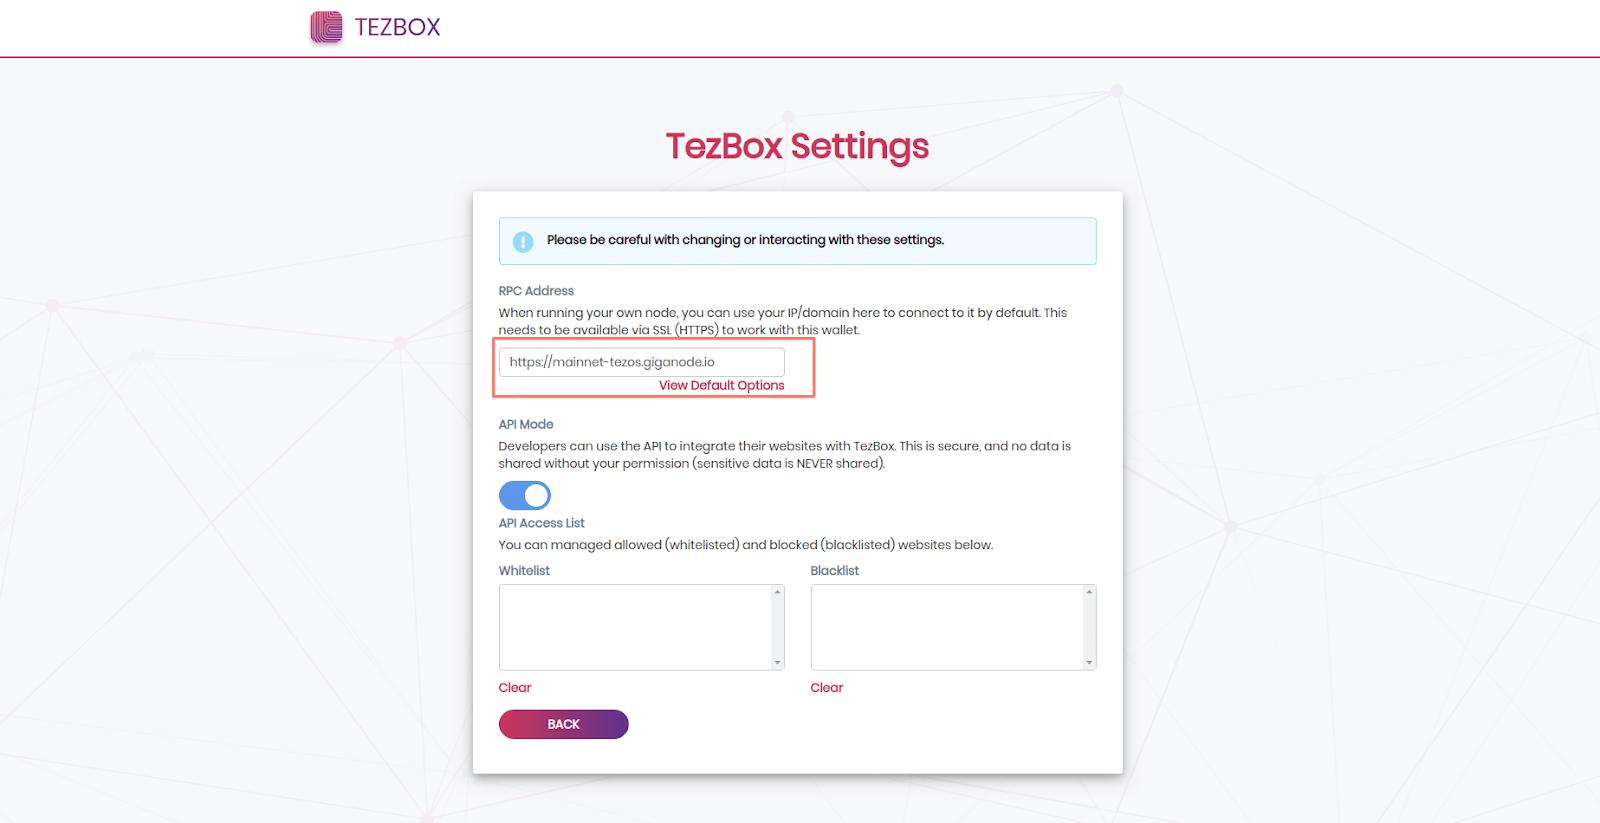 TEZBOX
TezBox Settings
Please be careful with changing or interacting with these settings.
RPC Address
When running your own node, you can use your IP/domain here to connect to it by default. This
needs to be available via SSL (HTTPS) to work with this wallet.
https://mainnet-tezos.giganode.io
View Default Options
API Mode
Developers can use the API to integrate their websites with TezBox. This is secure, and no data is
shared without your permission (sensitive data is NEVER shared).
API Access List
You can managed allowed (whitelisted) and blocked (blacklisted) websites below.
Whitelist
Blacklist
Clear
Clear
BACK